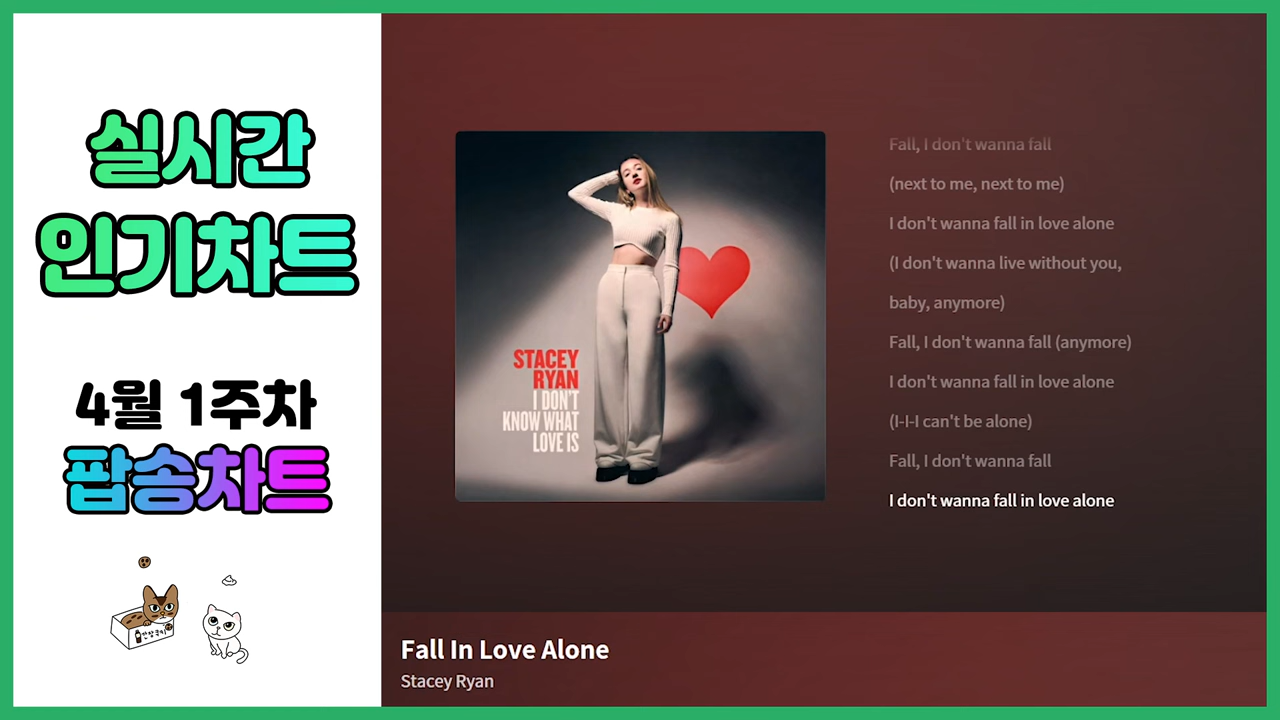 실시간
인기차트
4월 1주차
팝송차트
간장쿠키
STACEY
RYAN
I DON'T
KNOW WHAT
LOVE IS
Fall, I don't wanna fall
(next to me, next to me)
I don't wanna fall in love alone
(I don't wanna live without you,
baby, anymore)
Fall, I don't wanna fall (anymore)
I don't wanna fall in love alone
(I-I-I can't be alone)
Fall, I don't wanna fall
I don't wanna fall in love alone
Fall In Love Alone
Stacey Ryan